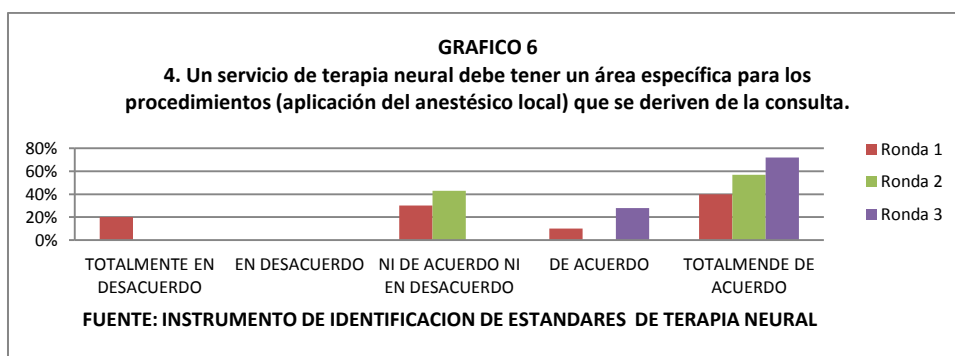 GRAFICO 6
4. Un servicio de terapia neural debe tener un área específica para los
procedimientos (aplicación del anestésico local) que se deriven de la consulta.
80%
60%
40%
20%
0%
TOTALMENTE EN
DESACUERDO
EN DESACUERDO
NI DE ACUERDO NI
EN DESACUERDO
DE ACUERDO
TOTALMENDE DE
ACUERDO
Ronda 1
Ronda 2
Ronda 3
FUENTE: INSTRUMENTO DE IDENTIFICACION DE ESTANDARES DE TERAPIA NEURAL